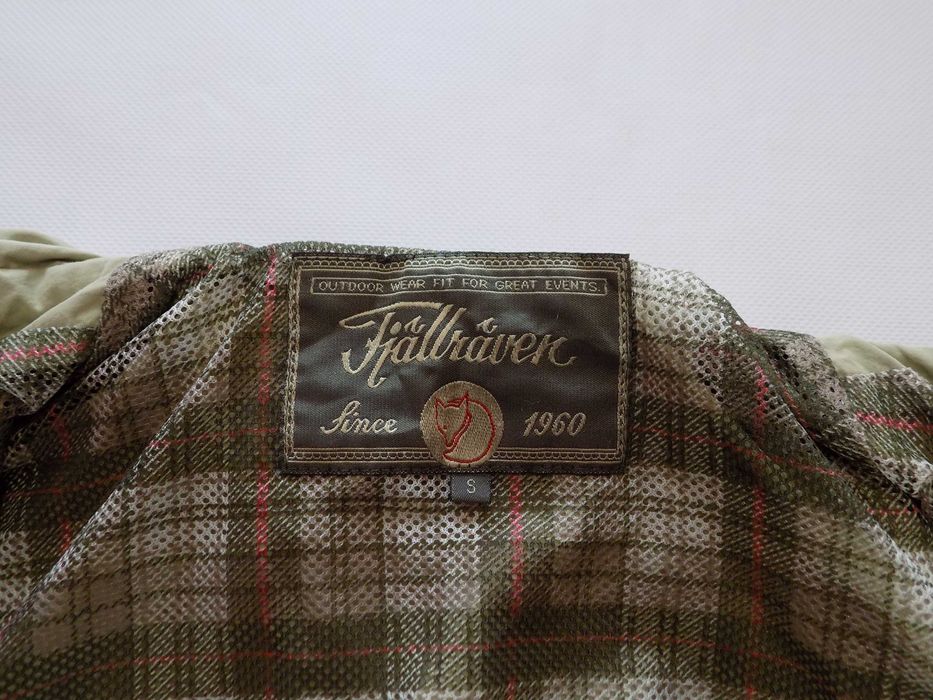 OUTDOOR WEAR FIT FOR GREAT EVENTS.
Fjällräven
Since 1960
S